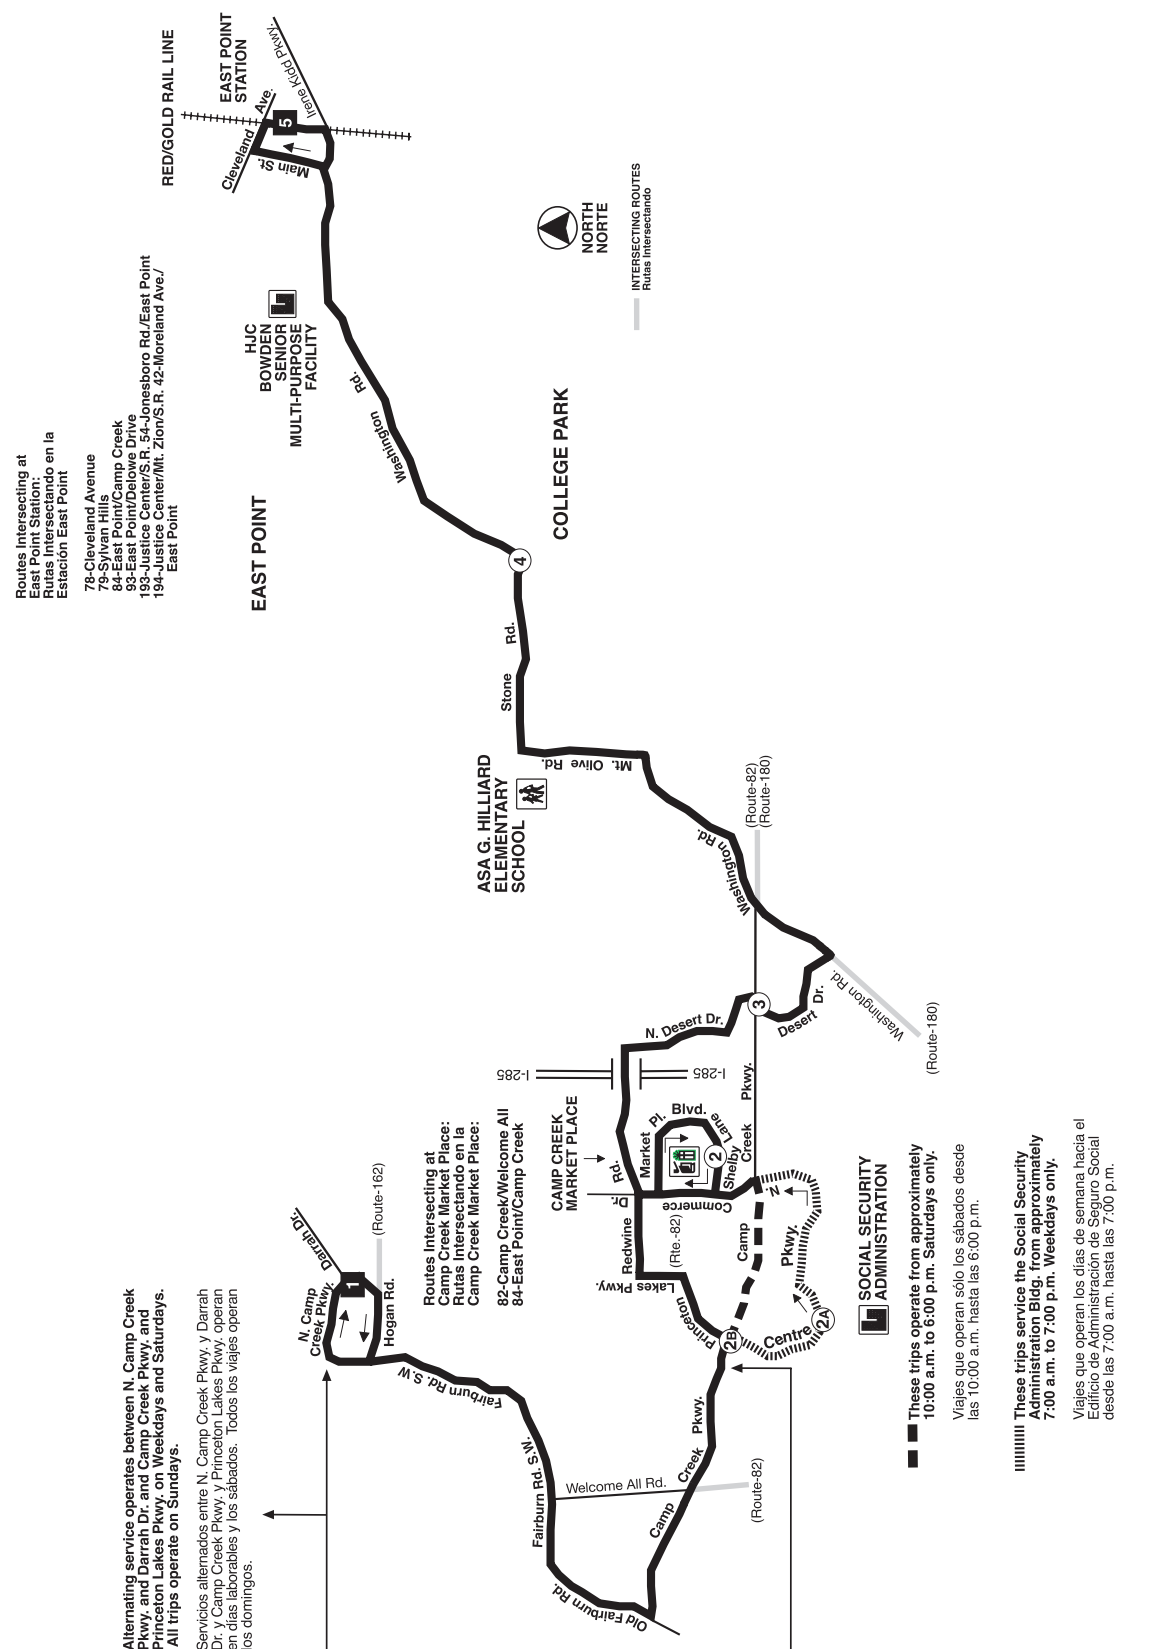 Alternating service operates between N. Camp Creek
Pkwy. and Darrah Dr. and Camp Creek Pkwy. and
Princeton Lakes Pkwy. on Weekdays and Saturdays.
All trips operate on Sundays.
Servicios alternados entre N. Camp Creek Pkwy. y Darrah
Dr. y Camp Creek Pkwy. y Princeton Lakes Pkwy. operan
en días laborables y los sábados. Todos los viajes operan
los domingos.
Routes Intersecting at
East Point Station:
Rutas Intersectando en la
Estación East Point
78-Cleveland Avenue
79-Sylvan Hills
84-East Point/Camp Creek
93-East Point/Delowe Drive
193-Justice Center/S.R. 54-Jonesboro Rd./East Point
194-Justice Center/Mt. Zion/S.R. 42-Moreland Ave./
East Point
RED/GOLD RAIL LINE
EAST POINT
STATION
Irene Kidd Pkwy.
Cleveland Ave.
5
Main St.
HJC
BOWDEN
SENIOR
MULTI-PURPOSE
FACILITY
EAST POINT
Washington Rd.
COLLEGE PARK
NORTH
NORTE
INTERSECTING ROUTES
Rutas Intersectando
4
Stone Rd.
Mt. Olive Rd.
ASA G. HILLIARD
ELEMENTARY
SCHOOL
Washington Rd.
(Route-82)
(Route-180)
Washington Rd.
(Route-180)
Desert Dr.
3
N. Desert Dr.
I-285
I-285
CAMP CREEK
MARKET PLACE
Market Pl. Blvd.
Shelby Lane
2
Commerce Dr.
Redwine Rd.
(Rte.-82)
Princeton Lakes Pkwy.
Camp Creek Pkwy.
N.
Centre Pkwy.
2A
2B
Routes Intersecting at
Camp Creek Market Place:
Rutas Intersectando en la
Camp Creek Market Place:
82-Camp Creek/Welcome All
84-East Point/Camp Creek
Darrah Dr.
(Route-162)
1
N. Camp
Creek Pkwy.
Hogan Rd.
Fairburn Rd. S.W
Fairburn Rd. S.W.
Welcome All Rd.
(Route-82)
Camp Creek Pkwy.
Old Fairburn Rd.
SOCIAL SECURITY
ADMINISTRATION
These trips operate from approximately
10:00 a.m. to 6:00 p.m. Saturdays only.
Viajes que operan sólo los sábados desde
las 10:00 a.m. hasta las 6:00 p.m.
These trips service the Social Security
Administration Bldg. from approximately
7:00 a.m. to 7:00 p.m. Weekdays only.
Viajes que operan los días de semana hacia el
Edificio de Administración de Seguro Social
desde las 7:00 a.m. hasta las 7:00 p.m.